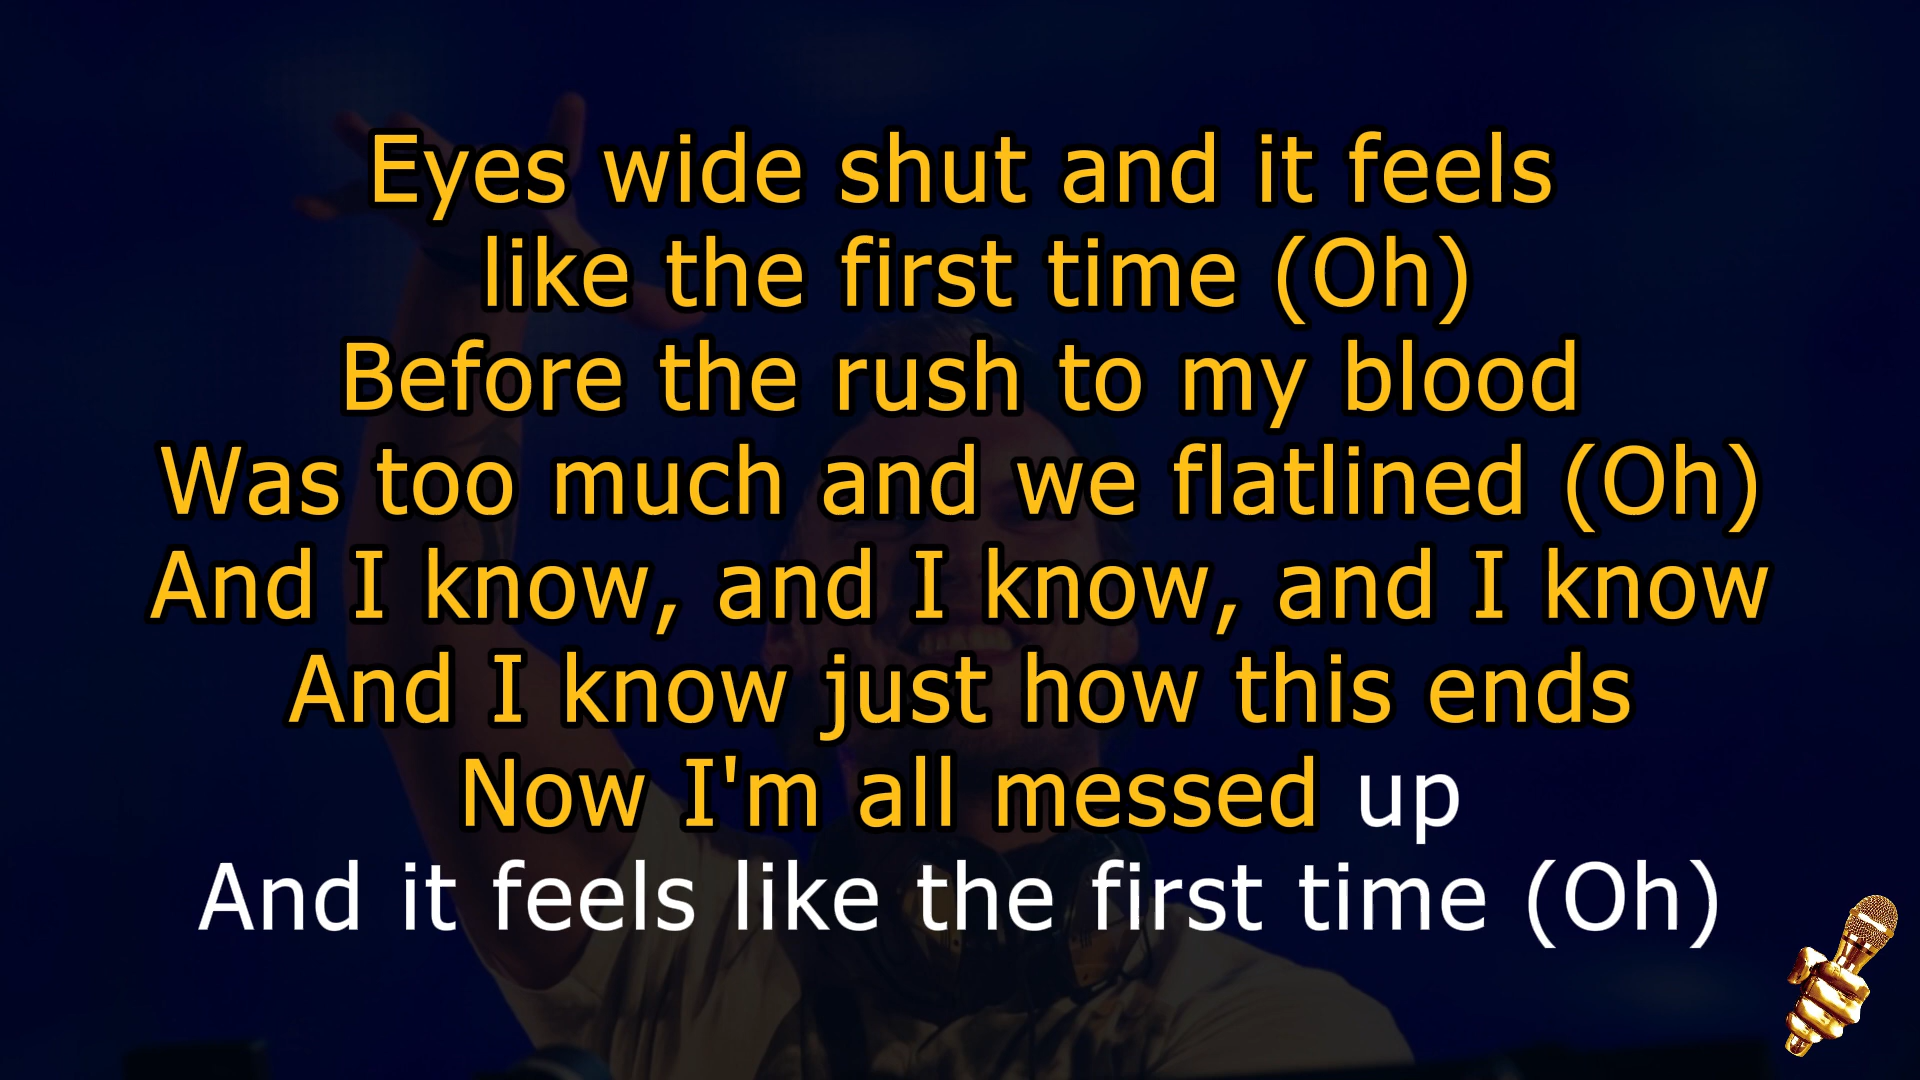 Eyes wide shut and it feels
like the first time (Oh)
Before the rush to my blood
Was too much and we flatlined (Oh)
And I know, and I know, and I know
And I know just how this ends
Now I'm all messed up
And it feels like the first time (Oh)